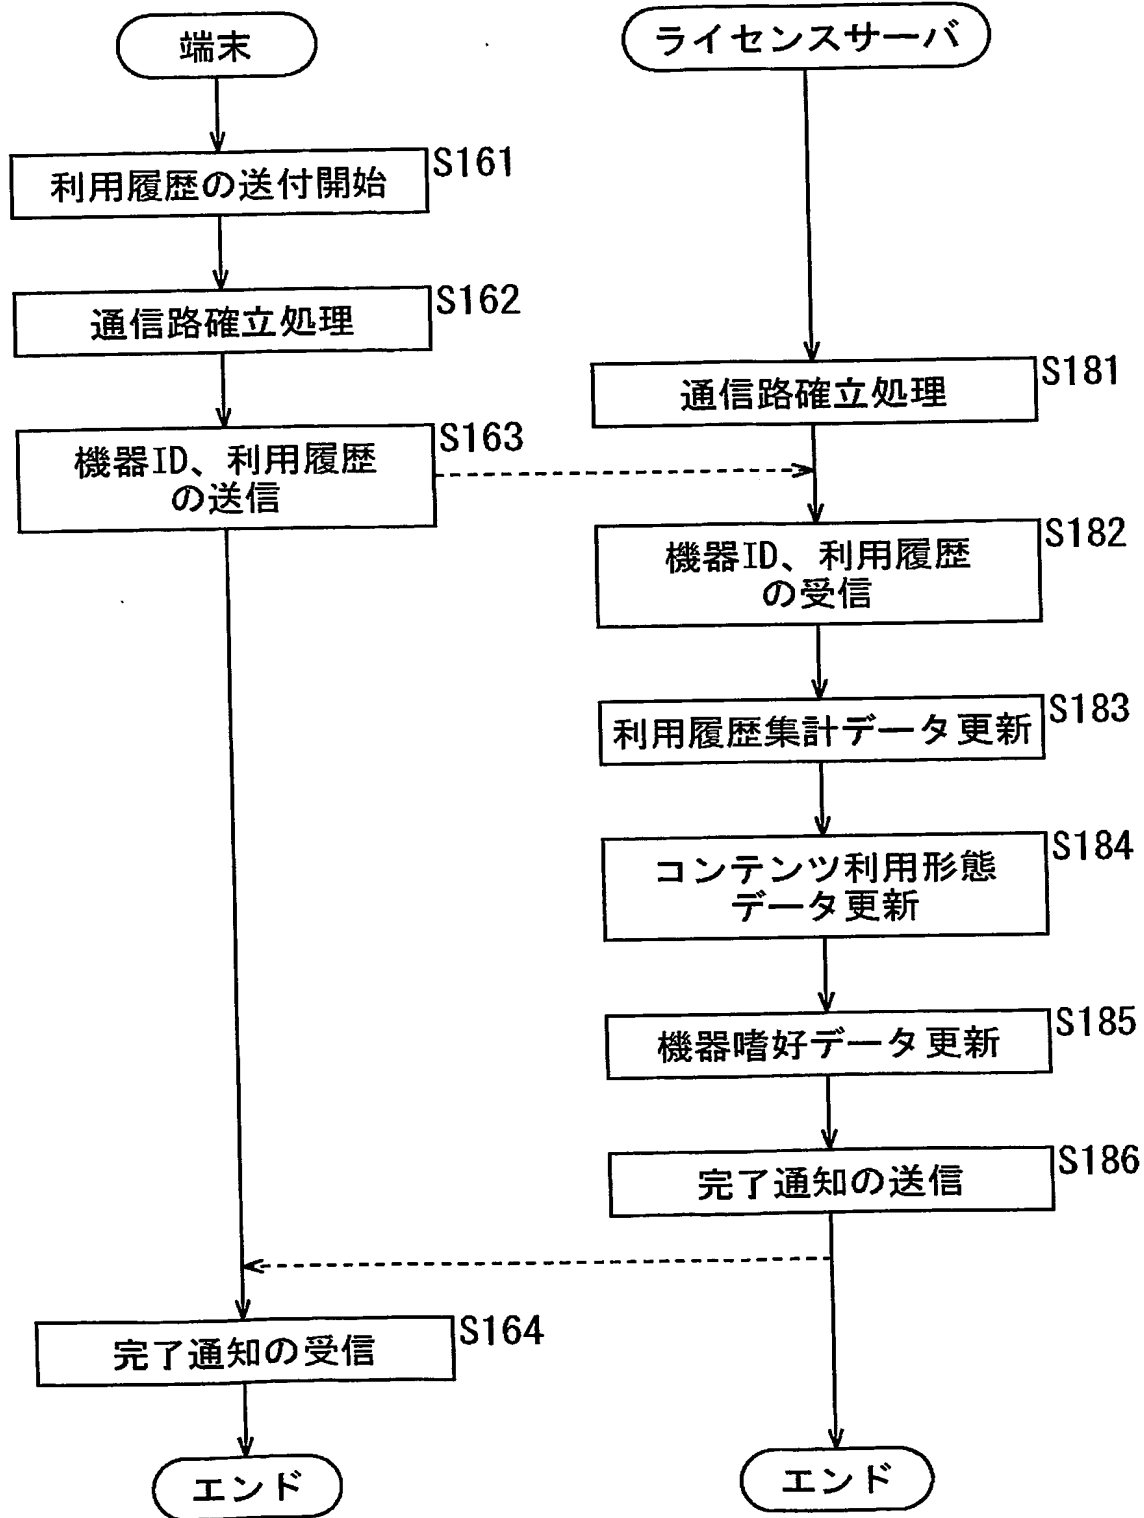 端末
ライセンスサーバ
利用履歴の送付開始
S161
通信路確立処理
S162
通信路確立処理
S181
機器ID、利用履歴
の送信
S163
機器ID、利用履歴
の受信
S182
利用履歴集計データ更新
S183
コンテンツ利用形態
データ更新
S184
機器嗜好データ更新
S185
完了通知の送信
S186
完了通知の受信
S164
エンド
エンド